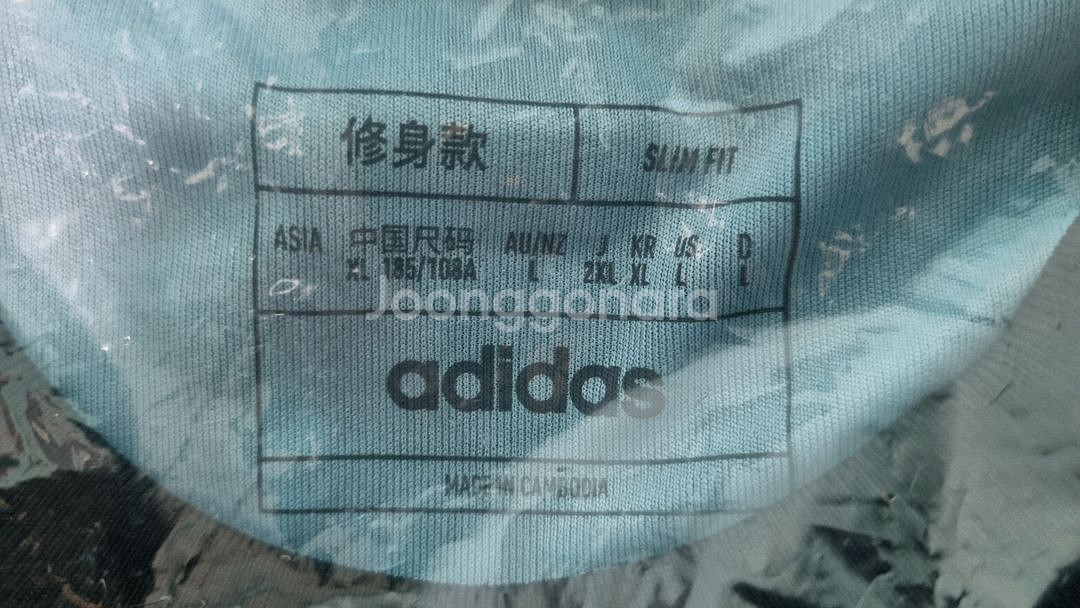 修身款 SLIM FIT
ASIA 中国尺码 AU/NZ J KR US D
XL 185/108A L 2XL XL L L
Joonggonara
adidas
MADE IN CAMBODIA